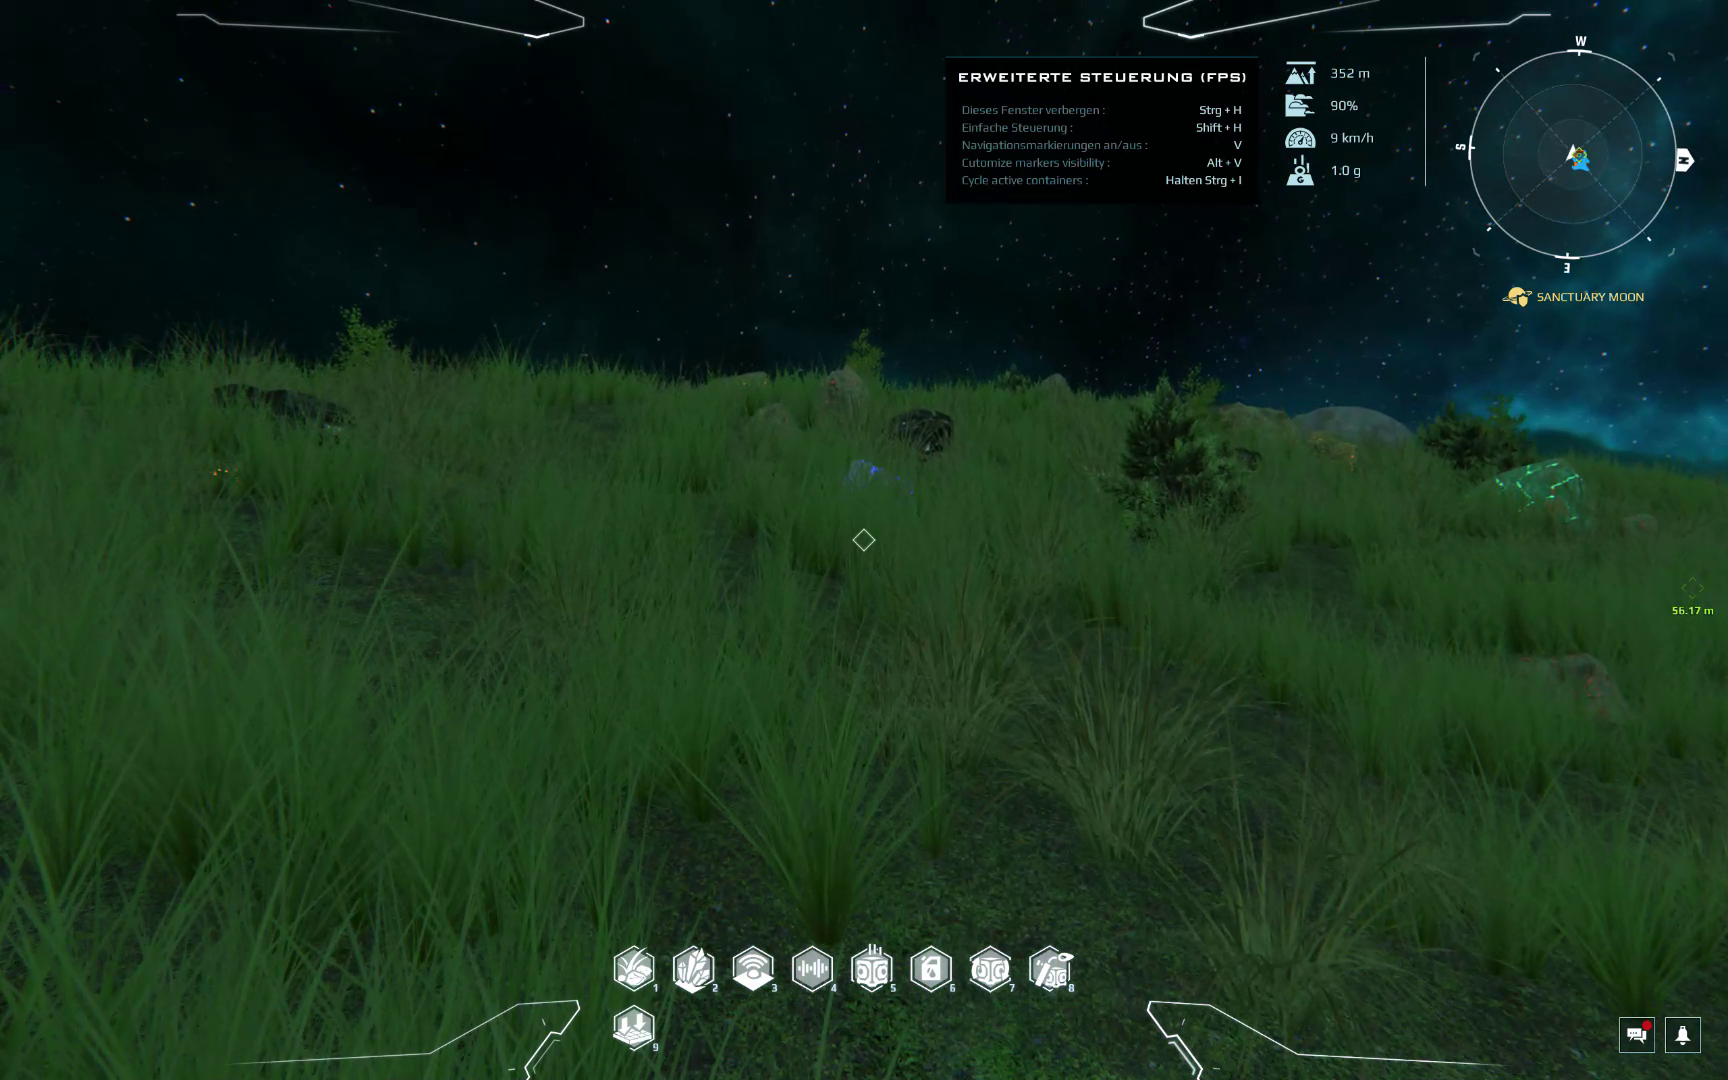 ERWEITERTE STEUERUNG (FPS)
Dieses Fenster verbergen : Strg + H
Einfache Steuerung : Shift + H
Navigationsmarkierungen an/aus : V
Cutomize markers visibility : Alt + V
Cycle active containers : Halten Strg + I
352 m
90%
9 km/h
1.0 g
G
W
S
N
E
SANCTUARY MOON
56.17 m
1 2 3 4 5 6 7 8
9